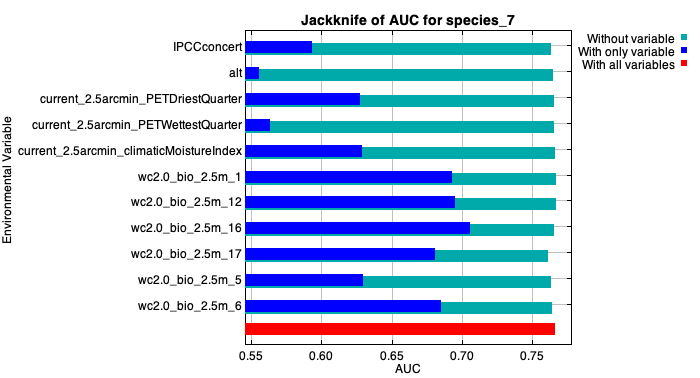 Jackknife of AUC for species_7
Without variable
With only variable
With all variables
Environmental Variable
IPCCconcert
alt
current_2.5arcmin_PETDriestQuarter
current_2.5arcmin_PETWettestQuarter
current_2.5arcmin_climaticMoistureIndex
wc2.0_bio_2.5m_1
wc2.0_bio_2.5m_12
wc2.0_bio_2.5m_16
wc2.0_bio_2.5m_17
wc2.0_bio_2.5m_5
wc2.0_bio_2.5m_6
0.55 0.60 0.65 0.70 0.75
AUC